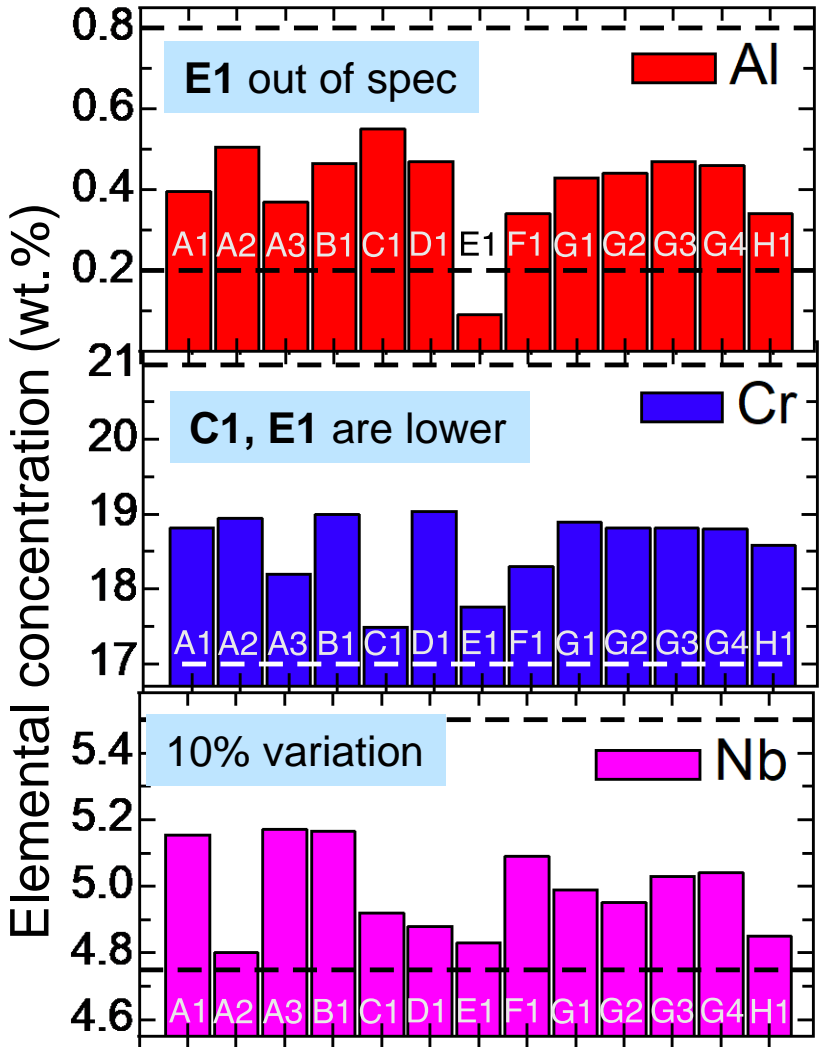 Elemental concentration (wt.%)
0.8
E1 out of spec
Al
0.6
0.4
A1 A2 A3 B1 C1 D1 E1 F1 G1 G2 G3 G4 H1
0.2
21
C1, E1 are lower
Cr
20
19
18
A1 A2 A3 B1 C1 D1 E1 F1 G1 G2 G3 G4 H1
17
10% variation
Nb
5.4
5.2
5.0
4.8
A1 A2 A3 B1 C1 D1 E1 F1 G1 G2 G3 G4 H1
4.6